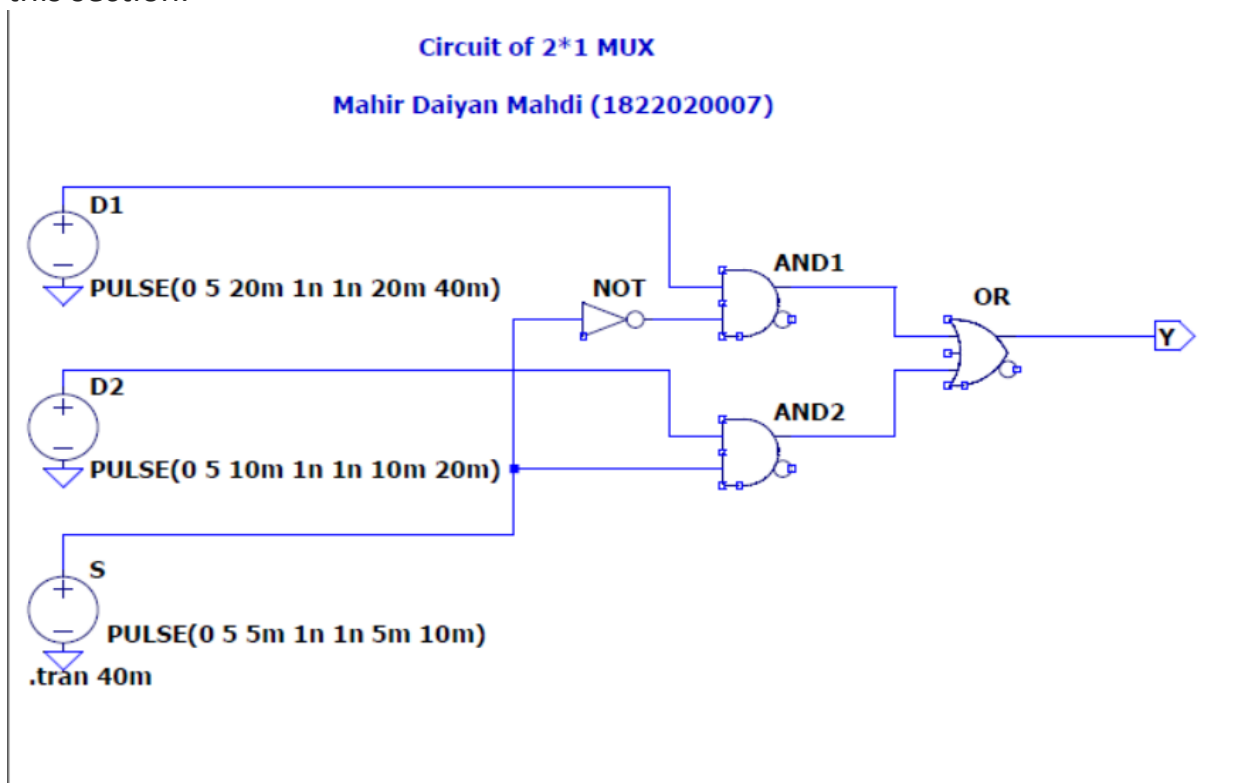 this section.
Circuit of 2*1 MUX
Mahir Daiyan Mahdi (1822020007)
D1
PULSE(0 5 20m 1n 1n 20m 40m)
NOT
AND1
OR
Y
D2
PULSE(0 5 10m 1n 1n 10m 20m)
AND2
S
PULSE(0 5 5m 1n 1n 5m 10m)
.tran 40m